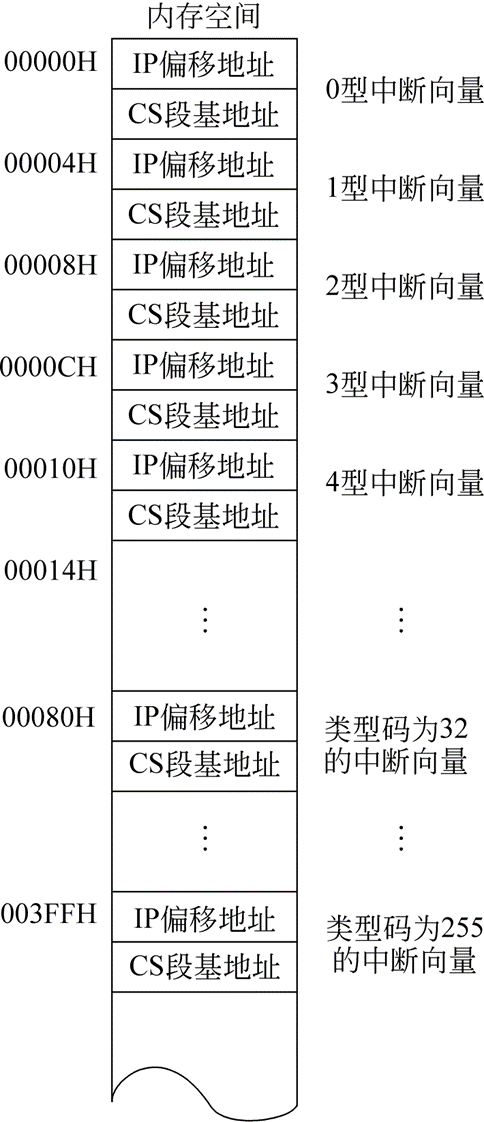 内存空间
00000H
IP偏移地址
CS段基地址
0型中断向量
00004H
IP偏移地址
CS段基地址
1型中断向量
00008H
IP偏移地址
CS段基地址
2型中断向量
0000CH
IP偏移地址
CS段基地址
3型中断向量
00010H
IP偏移地址
CS段基地址
4型中断向量
00014H
⋮
⋮
00080H
IP偏移地址
CS段基地址
类型码为32
的中断向量
⋮
⋮
003FFH
IP偏移地址
CS段基地址
类型码为255
的中断向量